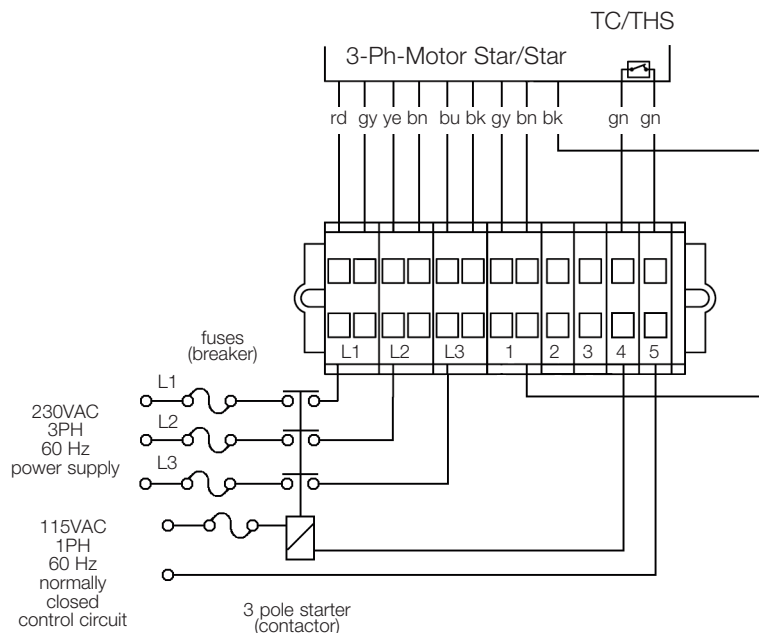 TC/THS
3-Ph-Motor Star/Star
rd gy ye bn bu bk gy bn bk gn gn
L1 L2 L3 1 2 3 4 5
fuses
(breaker)
L1
L2
L3
230VAC
3PH
60 Hz
power supply
115VAC
1PH
60 Hz
normally
closed
control circuit
3 pole starter
(contactor)